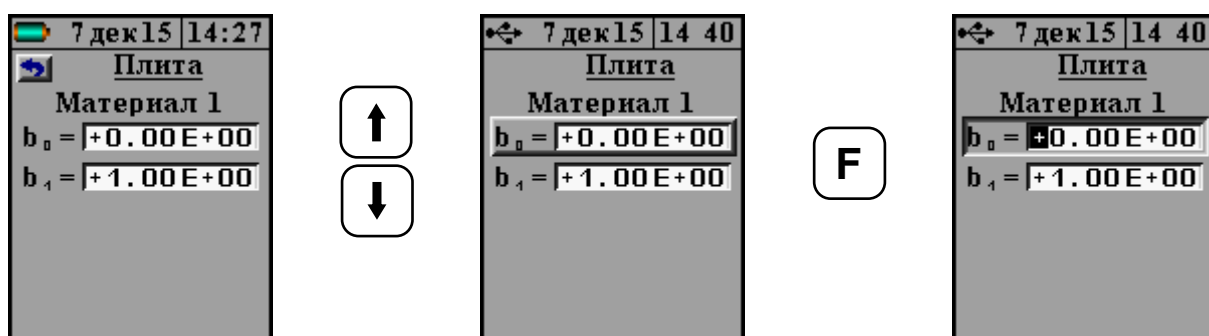 7 дек15 14:27
Плита
Материал 1
b₀ = +0.00E+00
b₁ = +1.00E+00
↑
↓
7 дек15 14 40
Плита
Материал 1
b₀ = +0.00E+00
b₁ = +1.00E+00
F
7 дек15 14 40
Плита
Материал 1
b₀ = +0.00E+00
b₁ = +1.00E+00